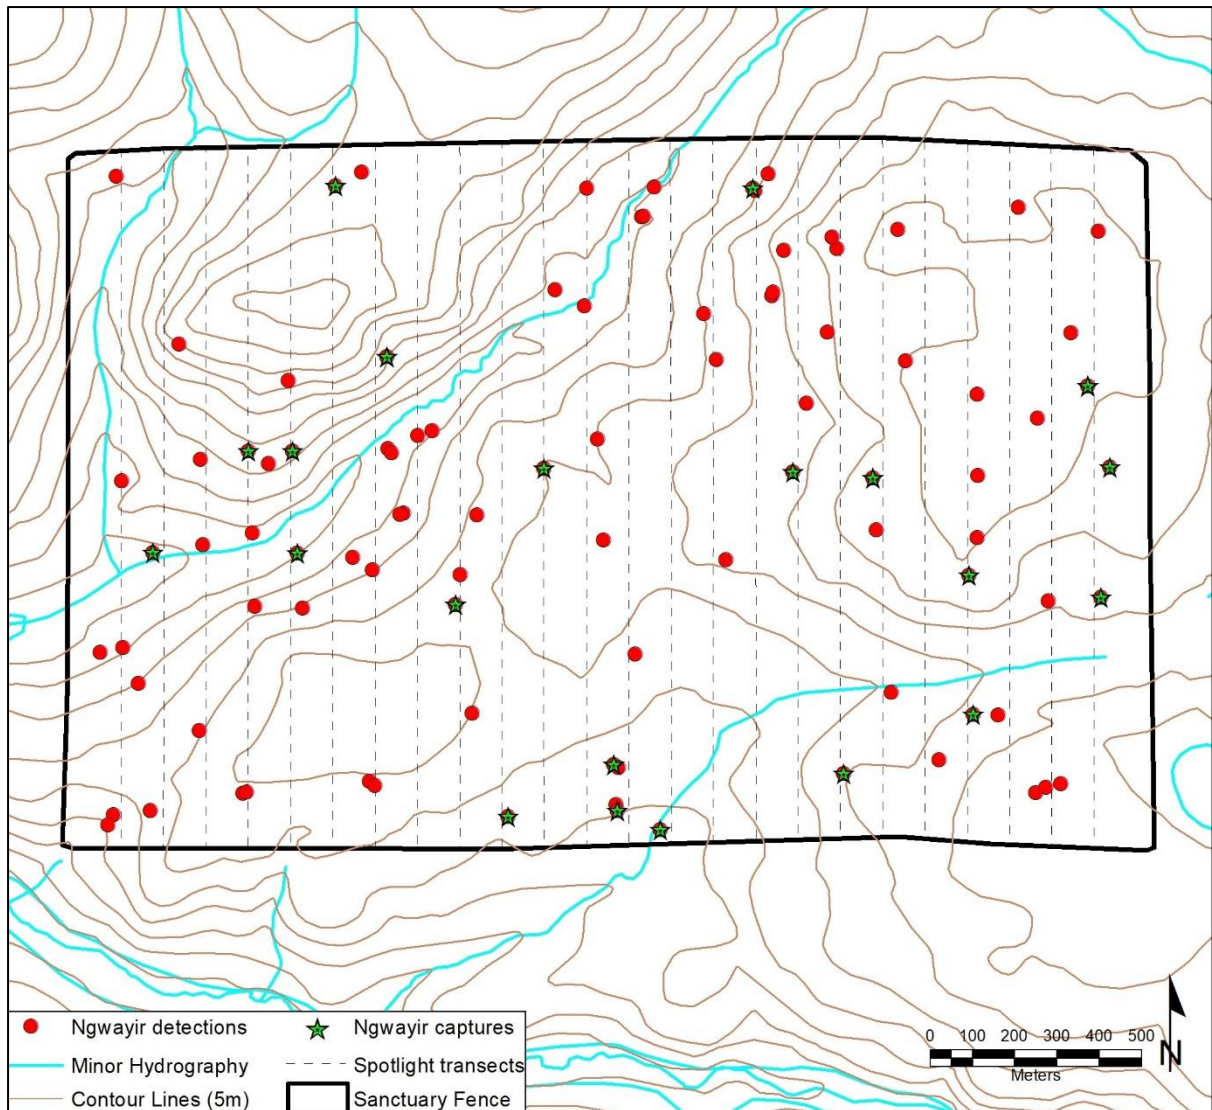 Ngwayir detections
Ngwayir captures
Minor Hydrography
Spotlight transects
Contour Lines (5m)
Sanctuary Fence
0 100 200 300 400 500
Meters
N